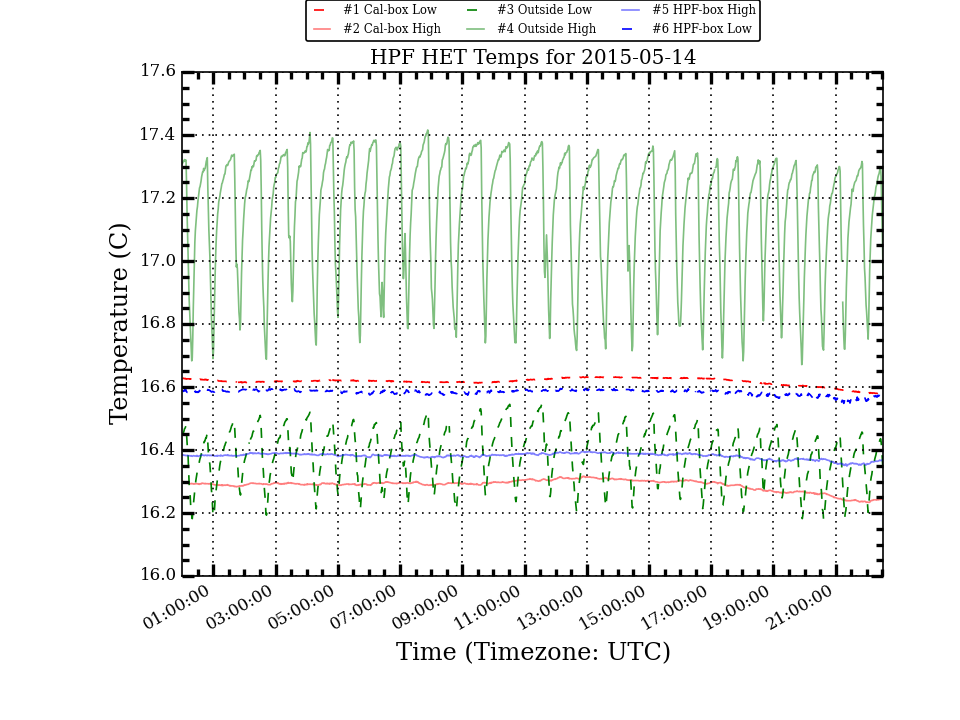 #1 Cal-box Low #3 Outside Low #5 HPF-box High
#2 Cal-box High #4 Outside High #6 HPF-box Low
HPF HET Temps for 2015-05-14
17.6
17.4
17.2
17.0
16.8
16.6
16.4
16.2
16.0
Temperature (C)
01:00:00 03:00:00 05:00:00 07:00:00 09:00:00 11:00:00 13:00:00 15:00:00 17:00:00 19:00:00 21:00:00
Time (Timezone: UTC)